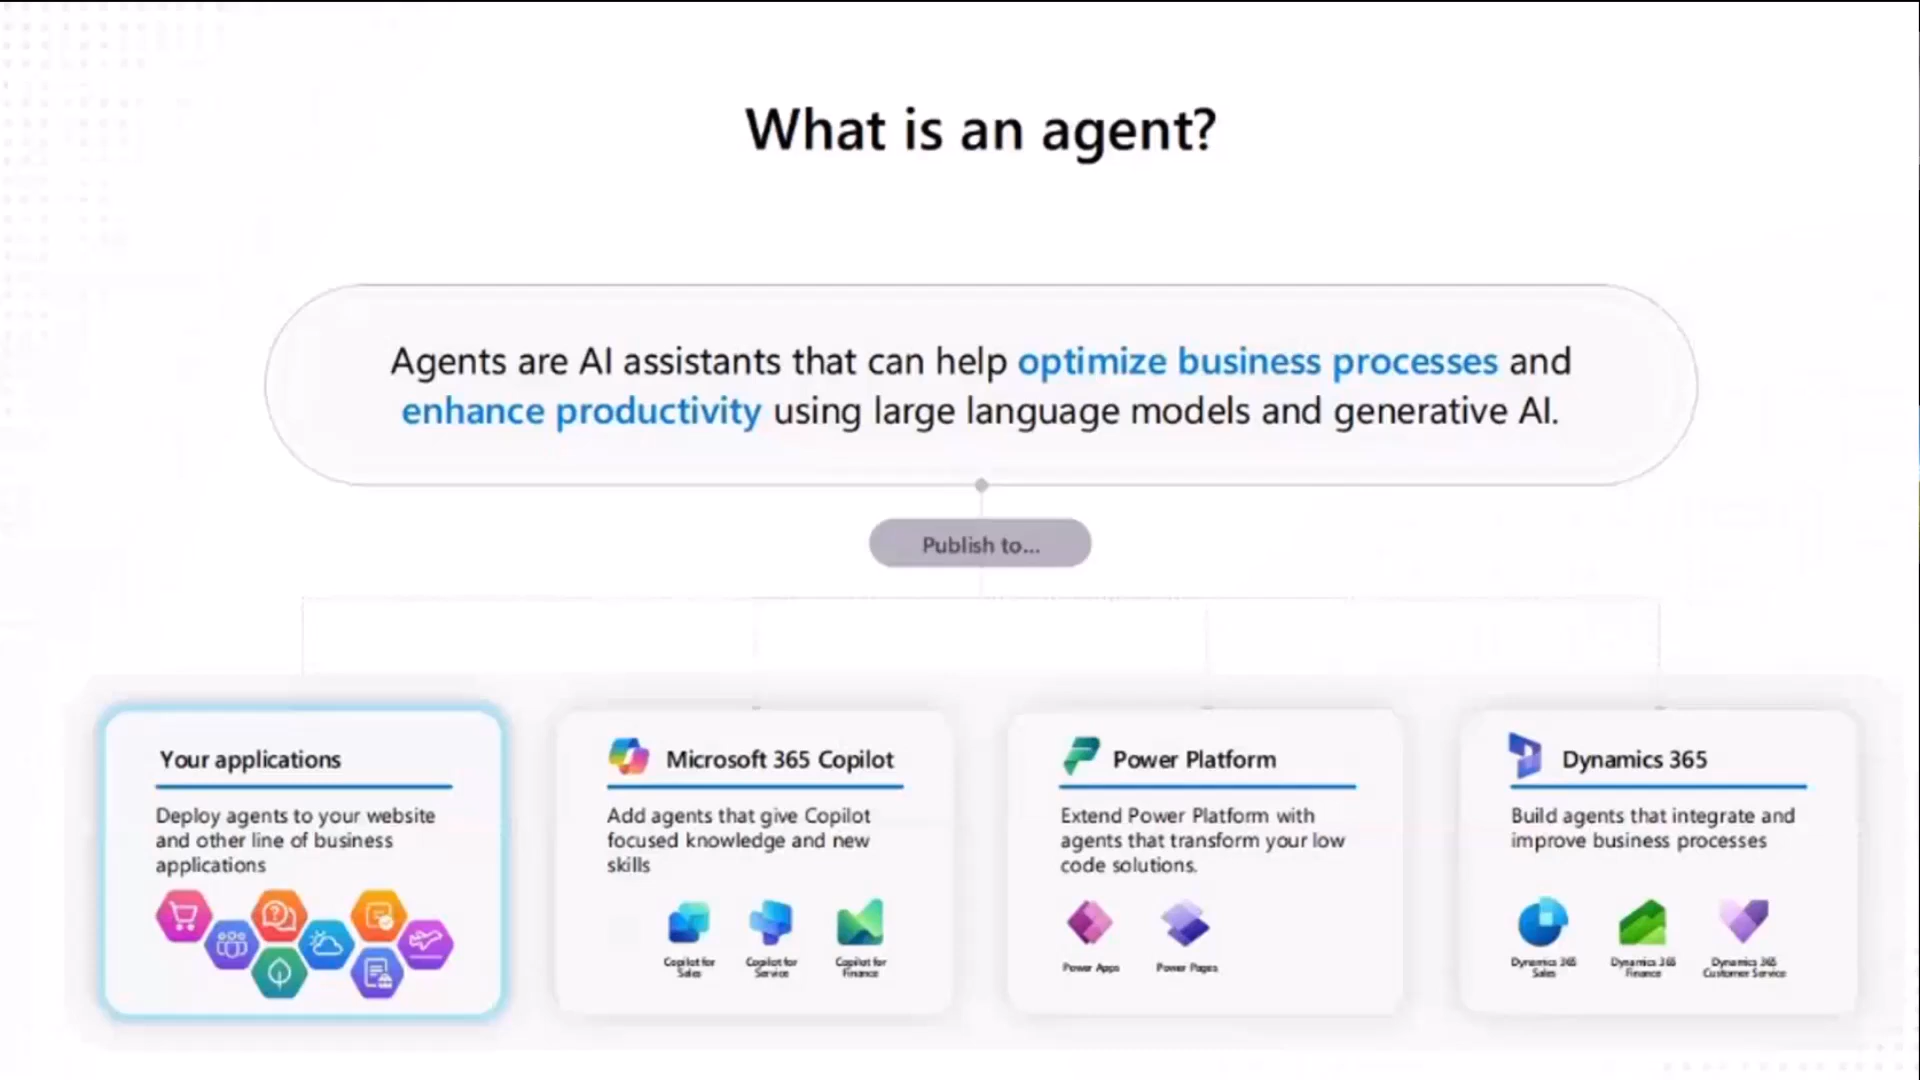 What is an agent?
Agents are AI assistants that can help optimize business processes and
enhance productivity using large language models and generative AI.
Publish to...
Your applications
Deploy agents to your website
and other line of business
applications
Microsoft 365 Copilot
Add agents that give Copilot
focused knowledge and new
skills
Copilot for
Sales
Copilot for
Service
Copilot for
Finance
Power Platform
Extend Power Platform with
agents that transform your low
code solutions.
Power Apps
Power Pages
Dynamics 365
Build agents that integrate and
improve business processes
Dynamics 365
Sales
Dynamics 365
Finance
Dynamics 365
Customer Service